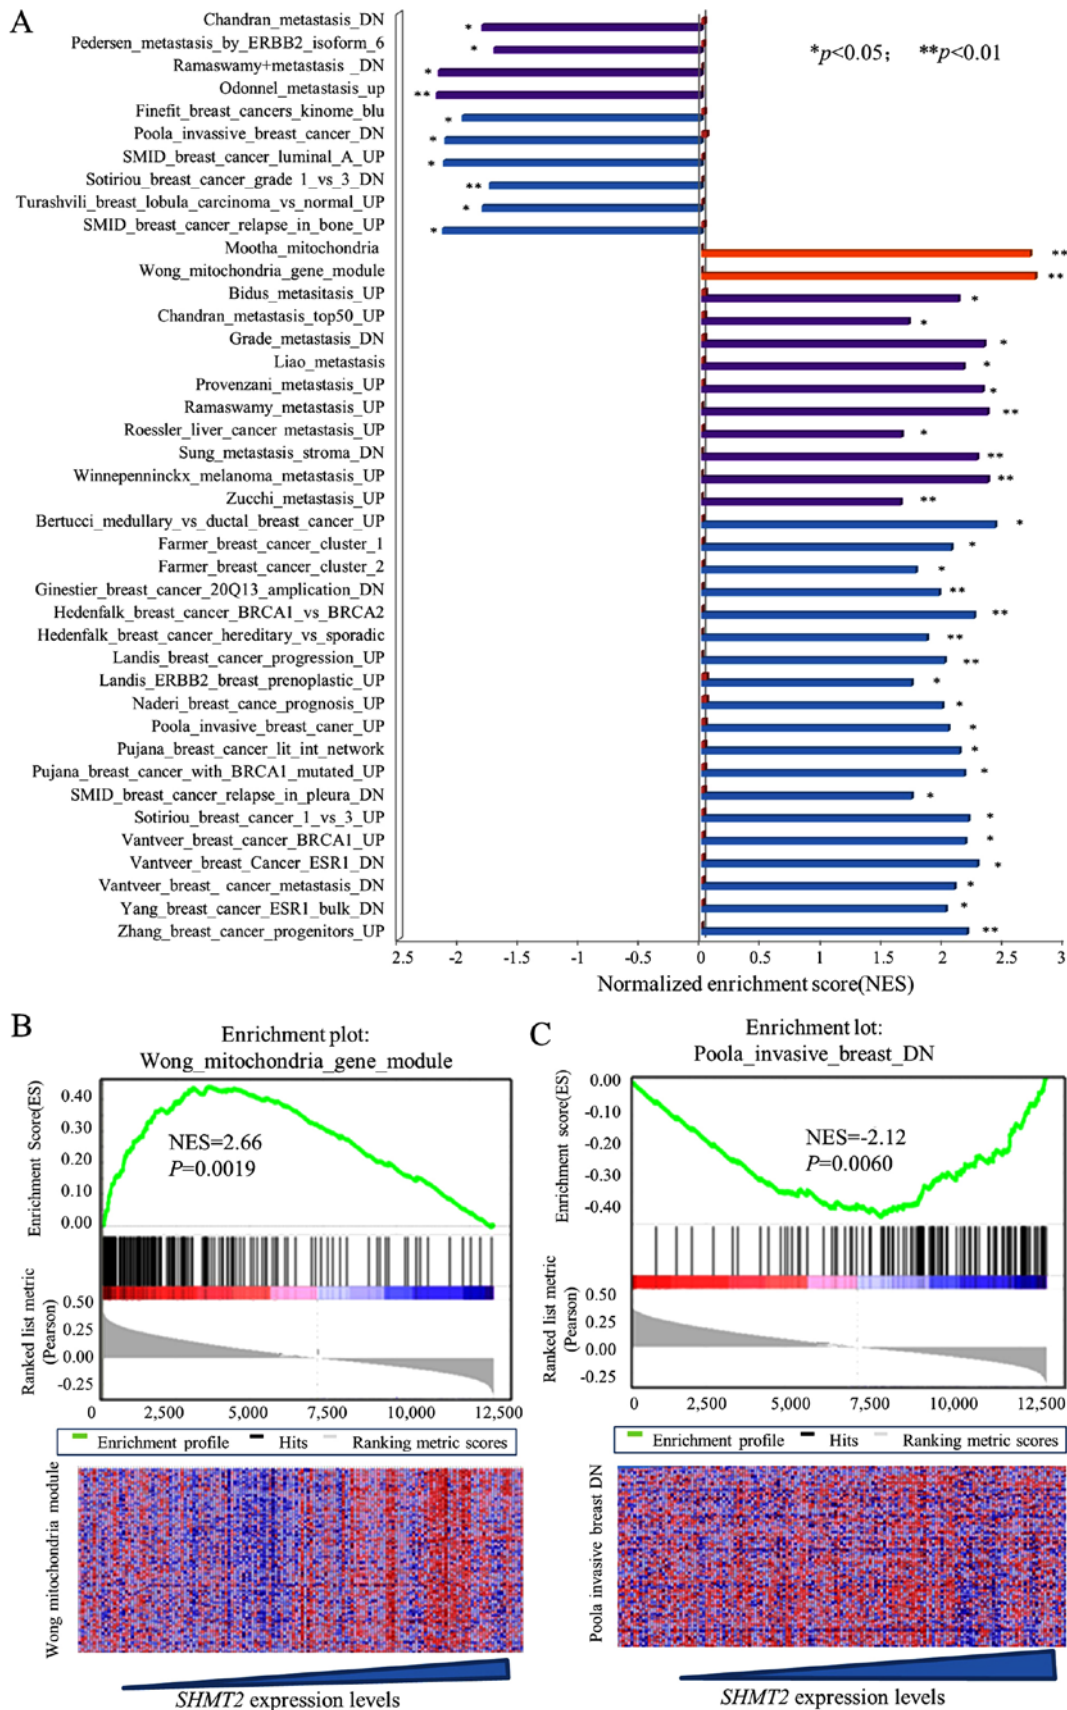 A
Chandran_metastasis_DN
Pedersen_metastasis_by_ERBB2_isoform_6
Ramaswamy+metastasis _DN
Odonnel_metastasis_up
Finefit_breast_cancers_kinome_blu
Poola_invassive_breast_cancer_DN
SMID_breast_cancer_luminal_A_UP
Sotiriou_breast_cancer_grade 1_vs_3_DN
Turashvili_breast_lobula_carcinoma_vs_normal_UP
SMID_breast_cancer_relapse_in_bone_UP
Mootha_mitochondria
Wong_mitochondria_gene_module
Bidus_metasitasis_UP
Chandran_metastasis_top50_UP
Grade_metastasis_DN
Liao_metastasis
Provenzani_metastasis_UP
Ramaswamy_metastasis_UP
Roessler_liver_cancer metastasis_UP
Sung_metastasis_stroma_DN
Winnepenninckx_melanoma_metastasis_UP
Zucchi_metastasis_UP
Bertucci_medullary_vs_ductal_breast_cancer_UP
Farmer_breast_cancer_cluster_1
Farmer_breast_cancer_cluster_2
Ginestier_breast_cancer_20Q13_amplication_DN
Hedenfalk_breast_cancer_BRCA1_vs_BRCA2
Hedenfalk_breast_cancer_hereditary_vs_sporadic
Landis_breast_cancer_progression_UP
Landis_ERBB2_breast_prenoplastic_UP
Naderi_breast_cance_prognosis_UP
Poola_invasive_breast_caner_UP
Pujana_breast_cancer_lit_int_network
Pujana_breast_cancer_with_BRCA1_mutated_UP
SMID_breast_cancer_relapse_in_pleura_DN
Sotiriou_breast_cancer_1_vs_3_UP
Vantveer_breast_cancer_BRCA1_UP
Vantveer_breast_Cancer_ESR1_DN
Vantveer_breast_ cancer_metastasis_DN
Yang_breast_cancer_ESR1_bulk_DN
Zhang_breast_cancer_progenitors_UP
*p<0.05; **p<0.01
2.5 -2 -1.5 -1 -0.5 0 0.5 1 1.5 2 2.5 3
Normalized enrichment score(NES)
B
Enrichment plot:
Wong_mitochondria_gene_module
Enrichment Score(ES)
0.40
0.30
0.20
0.10
0.00
NES=2.66
P=0.0019
Ranked list metric
(Pearson)
0.50
0.25
0.00
-0.25
0 2,500 5,000 7,500 10,000 12,500
Enrichment profile Hits Ranking metric scores
Wong mitochondria module
SHMT2 expression levels
C
Enrichment lot:
Poola_invasive_breast_DN
Enrichment score(ES)
0.00
-0.10
-0.20
-0.30
-0.40
NES=-2.12
P=0.0060
Ranked list metric
(Pearson)
0.50
0.25
0.00
-0.25
0 2,500 5,000 7,500 10,000 12,500
Enrichment profile Hits Ranking metric scores
Poola invasive breast DN
SHMT2 expression levels